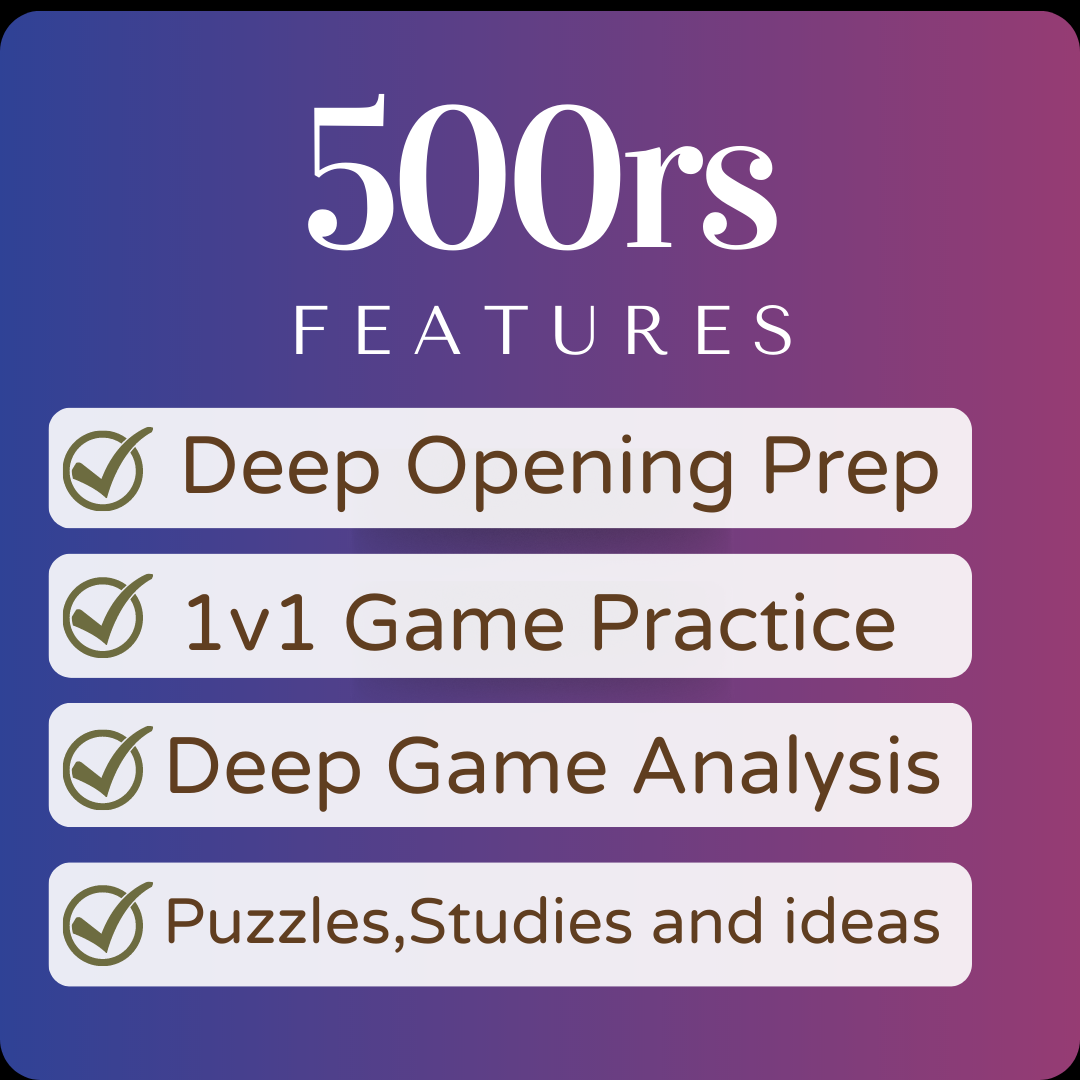 500rs
FEATURES
Deep Opening Prep
1v1 Game Practice
Deep Game Analysis
Puzzles,Studies and ideas